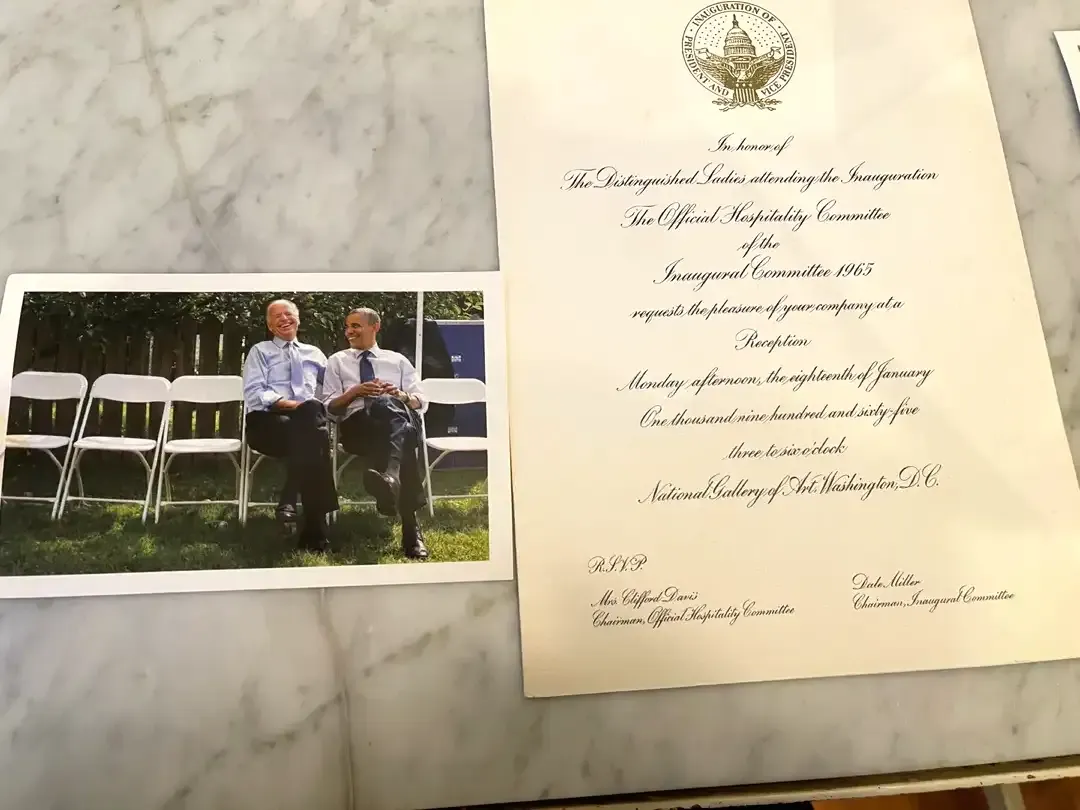 INAUGURATION OF
PRESIDENT AND VICE PRESIDENT
In honor of
The Distinguished Ladies attending the Inauguration
The Official Hospitality Committee
of the
Inaugural Committee 1965
requests the pleasure of your company at a
Reception
Monday afternoon, the eighteenth of January
One thousand nine hundred and sixty-five
three to six o'clock
National Gallery of Art, Washington, D.C.
R.S.V.P.
Mrs. Clifford Davis
Chairman, Official Hospitality Committee
Dale Miller
Chairman, Inaugural Committee